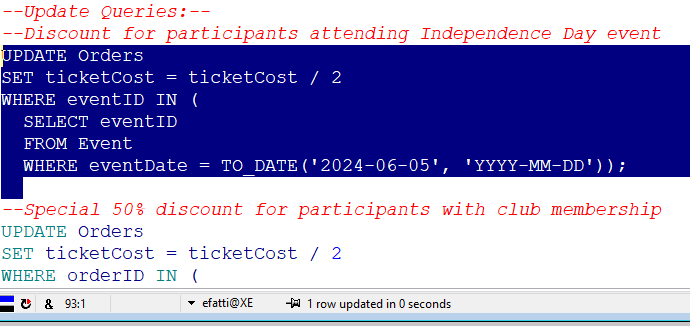 --Update Queries:--
--Discount for participants attending Independence Day event
UPDATE Orders
SET ticketCost = ticketCost / 2
WHERE eventID IN (
  SELECT eventID
  FROM Event
  WHERE eventDate = TO_DATE('2024-06-05', 'YYYY-MM-DD'));
--Special 50% discount for participants with club membership
UPDATE Orders
SET ticketCost = ticketCost / 2
WHERE orderID IN (
& 93:1 efatti@XE 1 row updated in 0 seconds